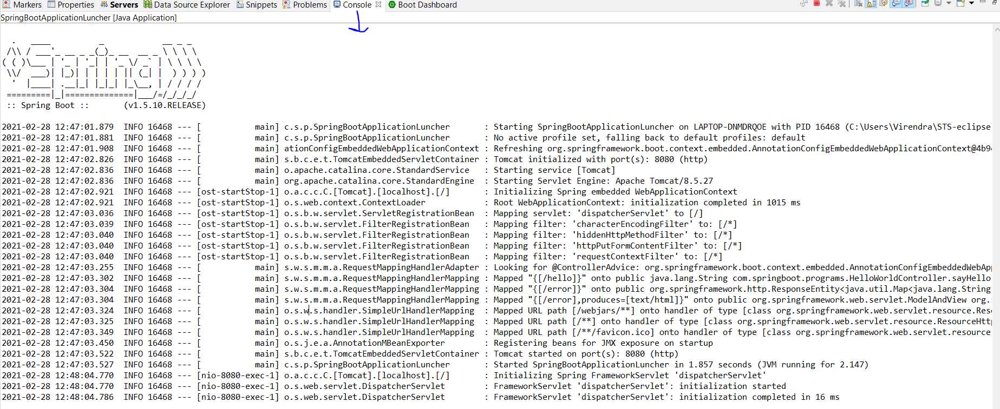 Markers Properties Servers Data Source Explorer Snippets Problems Console Boot Dashboard
SpringBootApplicationLuncher [Java Application]
  .   ____          _            __ _ _
 /\\ / ___'_ __ _ _(_)_ __  __ _ \ \ \ \
( ( )\___ | '_ | '_| | '_ \/ _` | \ \ \ \
 \\/  ___)| |_)| | | | | || (_| |  ) ) ) )
  '  |____| .__|_| |_|_| |_\__, | / / / /
 =========|_|==============|___/=/_/_/_/
 :: Spring Boot ::       (v1.5.10.RELEASE)
2021-02-28 12:47:01.879  INFO 16468 --- [           main] c.s.p.SpringBootApplicationLuncher       : Starting SpringBootApplicationLuncher on LAPTOP-DNMDRQOE with PID 16468 (C:\Users\Virendra\STS-eclipse
2021-02-28 12:47:01.881  INFO 16468 --- [           main] c.s.p.SpringBootApplicationLuncher       : No active profile set, falling back to default profiles: default
2021-02-28 12:47:01.908  INFO 16468 --- [           main] ationConfigEmbeddedWebApplicationContext : Refreshing org.springframework.boot.context.embedded.AnnotationConfigEmbeddedWebApplicationContext@4b9
2021-02-28 12:47:02.826  INFO 16468 --- [           main] s.b.c.e.t.TomcatEmbeddedServletContainer : Tomcat initialized with port(s): 8080 (http)
2021-02-28 12:47:02.836  INFO 16468 --- [           main] o.apache.catalina.core.StandardService   : Starting service [Tomcat]
2021-02-28 12:47:02.836  INFO 16468 --- [           main] org.apache.catalina.core.StandardEngine  : Starting Servlet Engine: Apache Tomcat/8.5.27
2021-02-28 12:47:02.921  INFO 16468 --- [ost-startStop-1] o.a.c.c.C.[Tomcat].[localhost].[/]       : Initializing Spring embedded WebApplicationContext
2021-02-28 12:47:02.921  INFO 16468 --- [ost-startStop-1] o.s.web.context.ContextLoader            : Root WebApplicationContext: initialization completed in 1015 ms
2021-02-28 12:47:03.036  INFO 16468 --- [ost-startStop-1] o.s.b.w.servlet.ServletRegistrationBean  : Mapping servlet: 'dispatcherServlet' to [/]
2021-02-28 12:47:03.039  INFO 16468 --- [ost-startStop-1] o.s.b.w.servlet.FilterRegistrationBean   : Mapping filter: 'characterEncodingFilter' to: [/*]
2021-02-28 12:47:03.040  INFO 16468 --- [ost-startStop-1] o.s.b.w.servlet.FilterRegistrationBean   : Mapping filter: 'hiddenHttpMethodFilter' to: [/*]
2021-02-28 12:47:03.040  INFO 16468 --- [ost-startStop-1] o.s.b.w.servlet.FilterRegistrationBean   : Mapping filter: 'httpPutFormContentFilter' to: [/*]
2021-02-28 12:47:03.040  INFO 16468 --- [ost-startStop-1] o.s.b.w.servlet.FilterRegistrationBean   : Mapping filter: 'requestContextFilter' to: [/*]
2021-02-28 12:47:03.255  INFO 16468 --- [           main] s.w.s.m.m.a.RequestMappingHandlerAdapter : Looking for @ControllerAdvice: org.springframework.boot.context.embedded.AnnotationConfigEmbeddedWebAp
2021-02-28 12:47:03.302  INFO 16468 --- [           main] s.w.s.m.m.a.RequestMappingHandlerMapping : Mapped "{[/hello]}" onto public java.lang.String com.springboot.programs.HelloWorldController.sayHello
2021-02-28 12:47:03.304  INFO 16468 --- [           main] s.w.s.m.m.a.RequestMappingHandlerMapping : Mapped "{[/error]}" onto public org.springframework.http.ResponseEntity<java.util.Map<java.lang.String
2021-02-28 12:47:03.304  INFO 16468 --- [           main] s.w.s.m.m.a.RequestMappingHandlerMapping : Mapped "{[/error],produces=[text/html]}" onto public org.springframework.web.servlet.ModelAndView org.
2021-02-28 12:47:03.324  INFO 16468 --- [           main] o.s.w.s.handler.SimpleUrlHandlerMapping  : Mapped URL path [/webjars/**] onto handler of type [class org.springframework.web.servlet.resource.Res
2021-02-28 12:47:03.325  INFO 16468 --- [           main] o.s.w.s.handler.SimpleUrlHandlerMapping  : Mapped URL path [/**] onto handler of type [class org.springframework.web.servlet.resource.ResourceHtt
2021-02-28 12:47:03.349  INFO 16468 --- [           main] o.s.w.s.handler.SimpleUrlHandlerMapping  : Mapped URL path [/**/favicon.ico] onto handler of type [class org.springframework.web.servlet.resource
2021-02-28 12:47:03.450  INFO 16468 --- [           main] o.s.j.e.a.AnnotationMBeanExporter        : Registering beans for JMX exposure on startup
2021-02-28 12:47:03.522  INFO 16468 --- [           main] s.b.c.e.t.TomcatEmbeddedServletContainer : Tomcat started on port(s): 8080 (http)
2021-02-28 12:47:03.527  INFO 16468 --- [           main] c.s.p.SpringBootApplicationLuncher       : Started SpringBootApplicationLuncher in 1.857 seconds (JVM running for 2.147)
2021-02-28 12:48:04.770  INFO 16468 --- [nio-8080-exec-1] o.a.c.c.C.[Tomcat].[localhost].[/]       : Initializing Spring FrameworkServlet 'dispatcherServlet'
2021-02-28 12:48:04.770  INFO 16468 --- [nio-8080-exec-1] o.s.web.servlet.DispatcherServlet        : FrameworkServlet 'dispatcherServlet': initialization started
2021-02-28 12:48:04.786  INFO 16468 --- [nio-8080-exec-1] o.s.web.servlet.DispatcherServlet        : FrameworkServlet 'dispatcherServlet': initialization completed in 16 ms